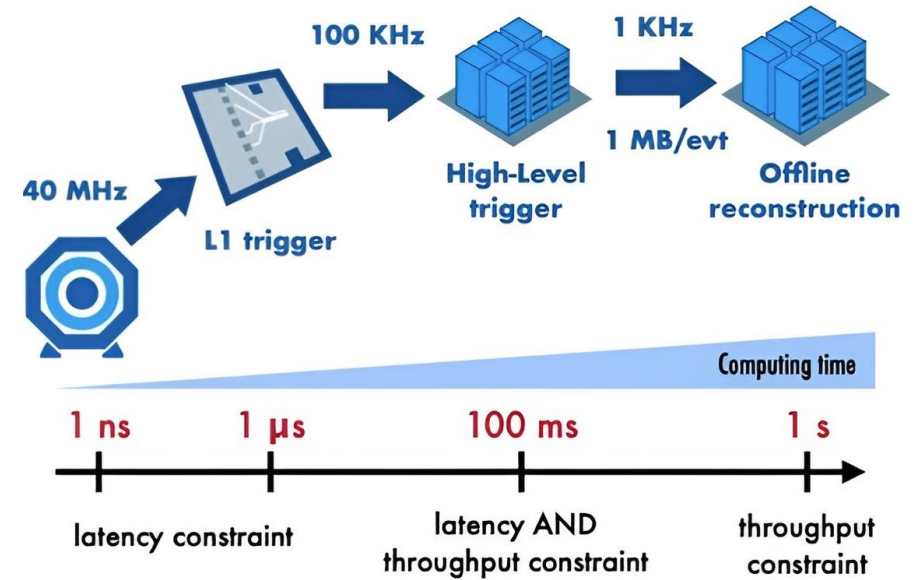 100 KHz
1 KHz
1 MB/evt
High-Level
trigger
Offline
reconstruction
40 MHz
L1 trigger
Computing time
1 ns
1 μs
100 ms
1 s
latency constraint
latency AND
throughput constraint
throughput
constraint